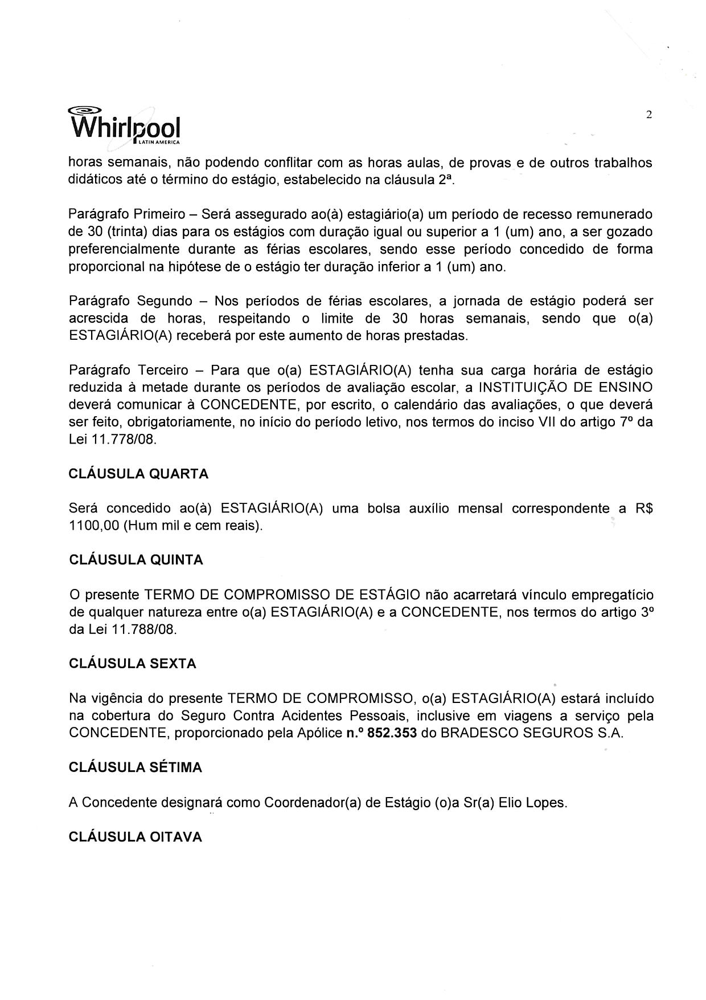 2
Whirlpool
LATIN AMERICA
horas semanais, não podendo conflitar com as horas aulas, de provas e de outros trabalhos
didáticos até o término do estágio, estabelecido na cláusula 2ª.
Parágrafo Primeiro – Será assegurado ao(à) estagiário(a) um período de recesso remunerado
de 30 (trinta) dias para os estágios com duração igual ou superior a 1 (um) ano, a ser gozado
preferencialmente durante as férias escolares, sendo esse período concedido de forma
proporcional na hipótese de o estágio ter duração inferior a 1 (um) ano.
Parágrafo Segundo – Nos períodos de férias escolares, a jornada de estágio poderá ser
acrescida de horas, respeitando o limite de 30 horas semanais, sendo que o(a)
ESTAGIÁRIO(A) receberá por este aumento de horas prestadas.
Parágrafo Terceiro – Para que o(a) ESTAGIÁRIO(A) tenha sua carga horária de estágio
reduzida à metade durante os períodos de avaliação escolar, a INSTITUIÇÃO DE ENSINO
deverá comunicar à CONCEDENTE, por escrito, o calendário das avaliações, o que deverá
ser feito, obrigatoriamente, no início do período letivo, nos termos do inciso VII do artigo 7º da
Lei 11.778/08.
CLÁUSULA QUARTA
Será concedido ao(à) ESTAGIÁRIO(A) uma bolsa auxílio mensal correspondente a R$
1100,00 (Hum mil e cem reais).
CLÁUSULA QUINTA
O presente TERMO DE COMPROMISSO DE ESTÁGIO não acarretará vínculo empregatício
de qualquer natureza entre o(a) ESTAGIÁRIO(A) e a CONCEDENTE, nos termos do artigo 3º
da Lei 11.788/08.
CLÁUSULA SEXTA
Na vigência do presente TERMO DE COMPROMISSO, o(a) ESTAGIÁRIO(A) estará incluído
na cobertura do Seguro Contra Acidentes Pessoais, inclusive em viagens a serviço pela
CONCEDENTE, proporcionado pela Apólice n.º 852.353 do BRADESCO SEGUROS S.A.
CLÁUSULA SÉTIMA
A Concedente designará como Coordenador(a) de Estágio (o)a Sr(a) Elio Lopes.
CLÁUSULA OITAVA